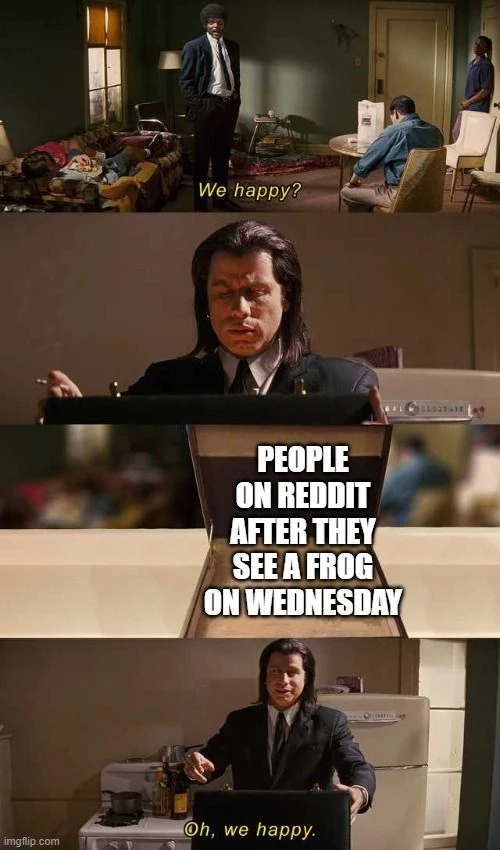 We happy?
PEOPLE
ON REDDIT
AFTER THEY
SEE A FROG
ON WEDNESDAY
Oh, we happy.
imgflip.com